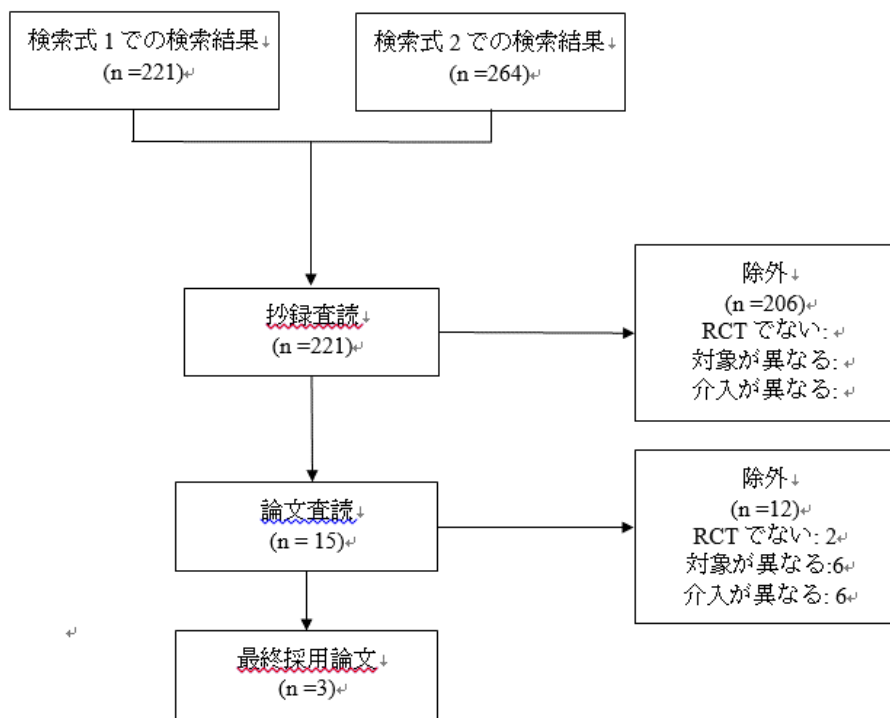 検索式 1 での検索結果↓
(n =221)↵
検索式 2 での検索結果↓
(n =264)↵
抄録査読↓
(n =221)↵
除外↓
(n =206)↵
RCT でない: ↓
対象が異なる: ↓
介入が異なる: ↓
論文査読↓
(n = 15)↵
除外↓
(n =12)↵
RCT でない: 2↵
対象が異なる:6↵
介入が異なる: 6↵
↵
最終採用論文↓
(n =3)↵